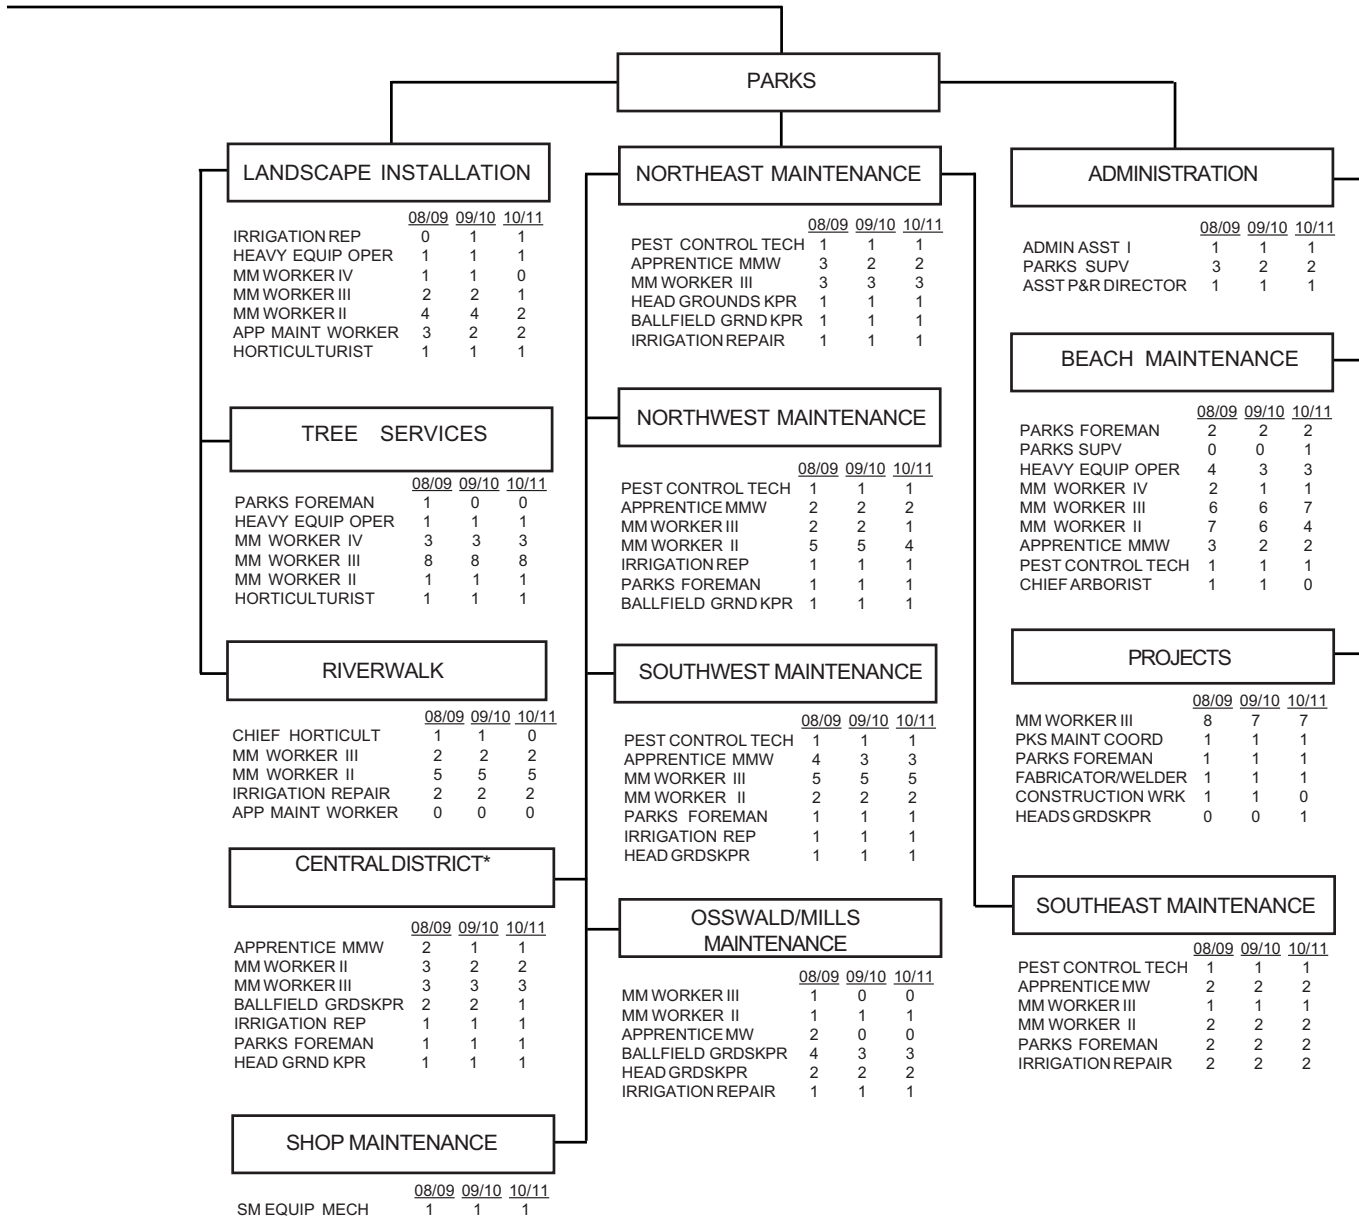 PARKS
LANDSCAPE INSTALLATION
08/09 09/10 10/11
IRRIGATION REP 0 1 1
HEAVY EQUIP OPER 1 1 1
MM WORKER IV 1 1 0
MM WORKER III 2 2 1
MM WORKER II 4 4 2
APP MAINT WORKER 3 2 2
HORTICULTURIST 1 1 1
TREE SERVICES
08/09 09/10 10/11
PARKS FOREMAN 1 0 0
HEAVY EQUIP OPER 1 1 1
MM WORKER IV 3 3 3
MM WORKER III 8 8 8
MM WORKER II 1 1 1
HORTICULTURIST 1 1 1
RIVERWALK
08/09 09/10 10/11
CHIEF HORTICULT 1 1 0
MM WORKER III 2 2 2
MM WORKER II 5 5 5
IRRIGATION REPAIR 2 2 2
APP MAINT WORKER 0 0 0
CENTRAL DISTRICT*
08/09 09/10 10/11
APPRENTICE MMW 2 1 1
MM WORKER II 3 2 2
MM WORKER III 3 3 3
BALLFIELD GRDSKPR 2 2 1
IRRIGATION REP 1 1 1
PARKS FOREMAN 1 1 1
HEAD GRND KPR 1 1 1
SHOP MAINTENANCE
08/09 09/10 10/11
SM EQUIP MECH 1 1 1
NORTHEAST MAINTENANCE
08/09 09/10 10/11
PEST CONTROL TECH 1 1 1
APPRENTICE MMW 3 2 2
MM WORKER III 3 3 3
HEAD GROUNDS KPR 1 1 1
BALLFIELD GRND KPR 1 1 1
IRRIGATION REPAIR 1 1 1
NORTHWEST MAINTENANCE
08/09 09/10 10/11
PEST CONTROL TECH 1 1 1
APPRENTICE MMW 2 2 2
MM WORKER III 2 2 1
MM WORKER II 5 5 4
IRRIGATION REP 1 1 1
PARKS FOREMAN 1 1 1
BALLFIELD GRND KPR 1 1 1
SOUTHWEST MAINTENANCE
08/09 09/10 10/11
PEST CONTROL TECH 1 1 1
APPRENTICE MMW 4 3 3
MM WORKER III 5 5 5
MM WORKER II 2 2 2
PARKS FOREMAN 1 1 1
IRRIGATION REP 1 1 1
HEAD GRDSKPR 1 1 1
OSSWALD/MILLS
MAINTENANCE
08/09 09/10 10/11
MM WORKER III 1 0 0
MM WORKER II 1 1 1
APPRENTICE MW 2 0 0
BALLFIELD GRDSKPR 4 3 3
HEAD GRDSKPR 2 2 2
IRRIGATION REPAIR 1 1 1
ADMINISTRATION
08/09 09/10 10/11
ADMIN ASST I 1 1 1
PARKS SUPV 3 2 2
ASST P&R DIRECTOR 1 1 1
BEACH MAINTENANCE
08/09 09/10 10/11
PARKS FOREMAN 2 2 2
PARKS SUPV 0 0 1
HEAVY EQUIP OPER 4 3 3
MM WORKER IV 2 1 1
MM WORKER III 6 6 7
MM WORKER II 7 6 4
APPRENTICE MMW 3 2 2
PEST CONTROL TECH 1 1 1
CHIEF ARBORIST 1 1 0
PROJECTS
08/09 09/10 10/11
MM WORKER III 8 7 7
PKS MAINT COORD 1 1 1
PARKS FOREMAN 1 1 1
FABRICATOR/WELDER 1 1 1
CONSTRUCTION WRK 1 1 0
HEADS GRDSKPR 0 0 1
SOUTHEAST MAINTENANCE
08/09 09/10 10/11
PEST CONTROL TECH 1 1 1
APPRENTICE MW 2 2 2
MM WORKER III 1 1 1
MM WORKER II 2 2 2
PARKS FOREMAN 2 2 2
IRRIGATION REPAIR 2 2 2